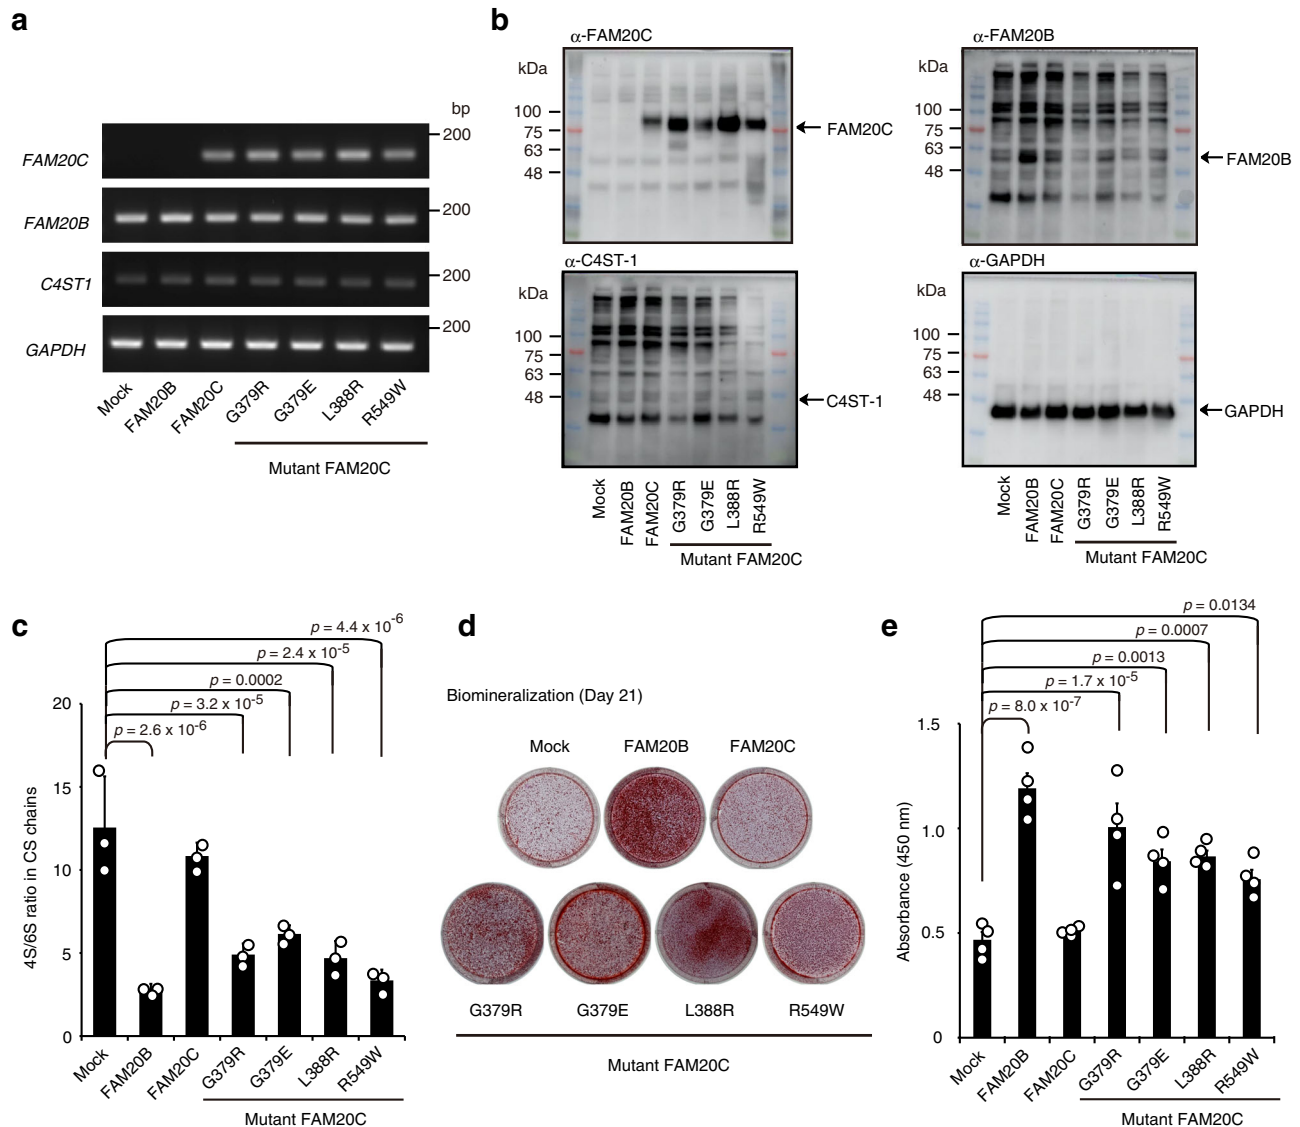 a
bp
200
FAM20C
200
FAM20B
200
C4ST1
200
GAPDH
Mock FAM20B FAM20C G379R G379E L388R R549W
Mutant FAM20C
b
α-FAM20C
kDa
100
75
63
48
FAM20C
α-FAM20B
kDa
100
75
63
48
FAM20B
α-C4ST-1
kDa
100
75
63
48
C4ST-1
Mock FAM20B FAM20C G379R G379E L388R R549W
Mutant FAM20C
α-GAPDH
kDa
100
75
63
48
GAPDH
Mock FAM20B FAM20C G379R G379E L388R R549W
Mutant FAM20C
c
p = 4.4 x 10-6
p = 2.4 x 10-5
p = 0.0002
p = 3.2 x 10-5
p = 2.6 x 10-6
4S/6S ratio in CS chains
20
15
10
5
0
Mock FAM20B FAM20C G379R G379E L388R R549W
Mutant FAM20C
d
Biomineralization (Day 21)
Mock FAM20B FAM20C
G379R G379E L388R R549W
Mutant FAM20C
e
p = 0.0134
p = 0.0007
p = 0.0013
p = 1.7 x 10-5
p = 8.0 x 10-7
Absorbance (450 nm)
1.5
1.0
0.5
0
Mock FAM20B FAM20C G379R G379E L388R R549W
Mutant FAM20C